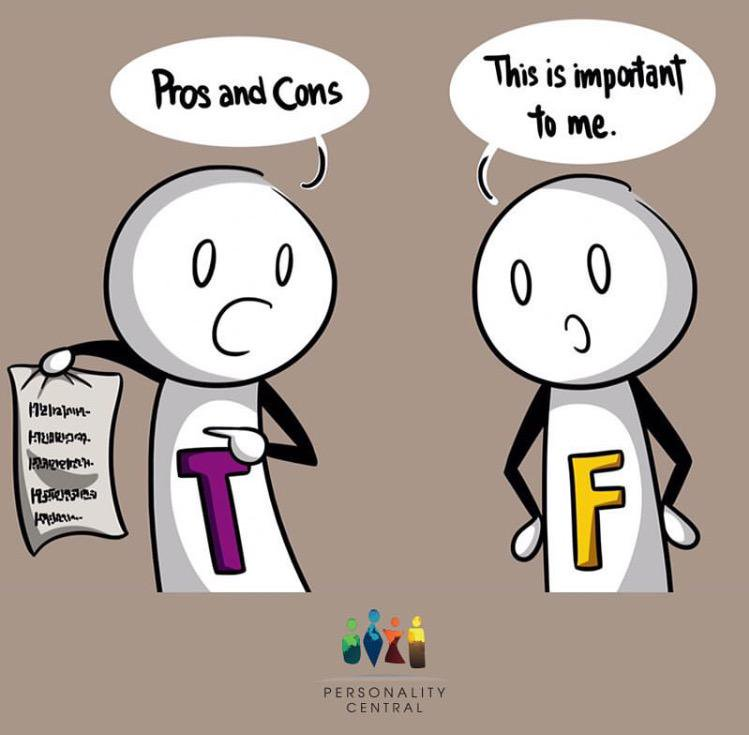 Pros and Cons
This is important
to me.
T
F
PERSONALITY
CENTRAL